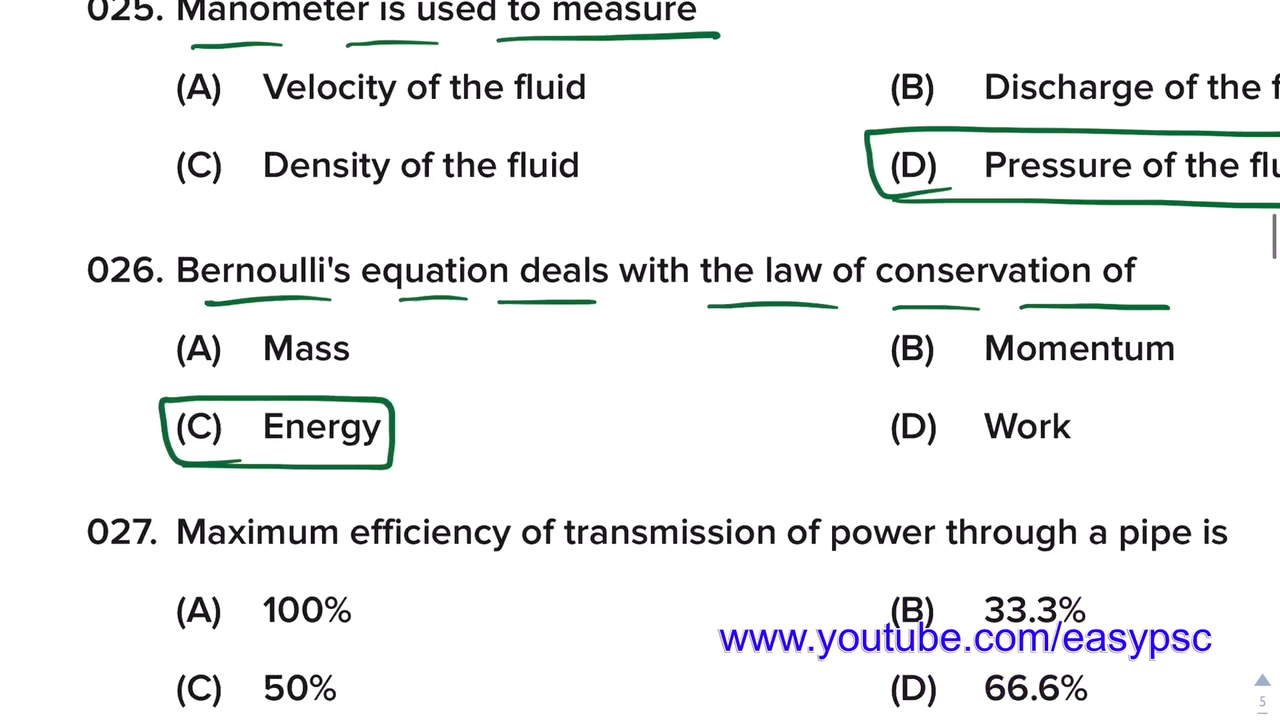 025. Manometer is used to measure
(A) Velocity of the fluid (B) Discharge of the f
(C) Density of the fluid (D) Pressure of the flu
026. Bernoulli's equation deals with the law of conservation of
(A) Mass (B) Momentum
(C) Energy (D) Work
027. Maximum efficiency of transmission of power through a pipe is
(A) 100% (B) 33.3%
www.youtube.com/easypsc
(C) 50% (D) 66.6%
5